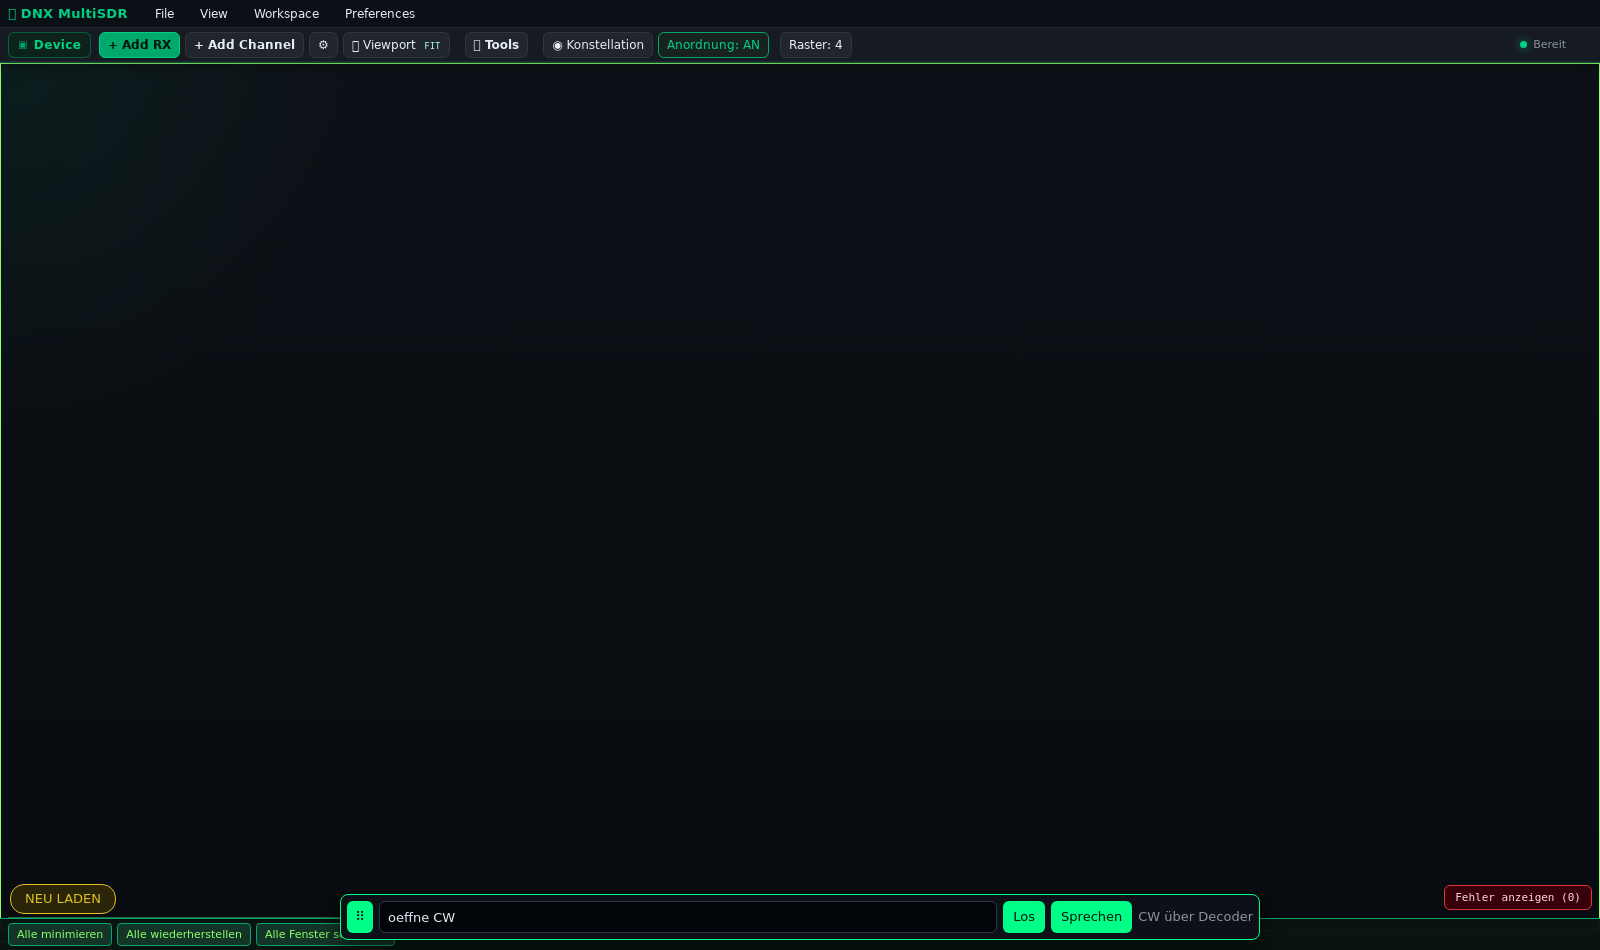 DNX MultiSDR File View Workspace Preferences
Device + Add RX + Add Channel Viewport FIT Tools Konstellation Anordnung: AN Raster: 4 Bereit
NEU LADEN
Fehler anzeigen (0)
oeffne CW Los Sprechen CW über Decoder
Alle minimieren Alle wiederherstellen Alle Fenster